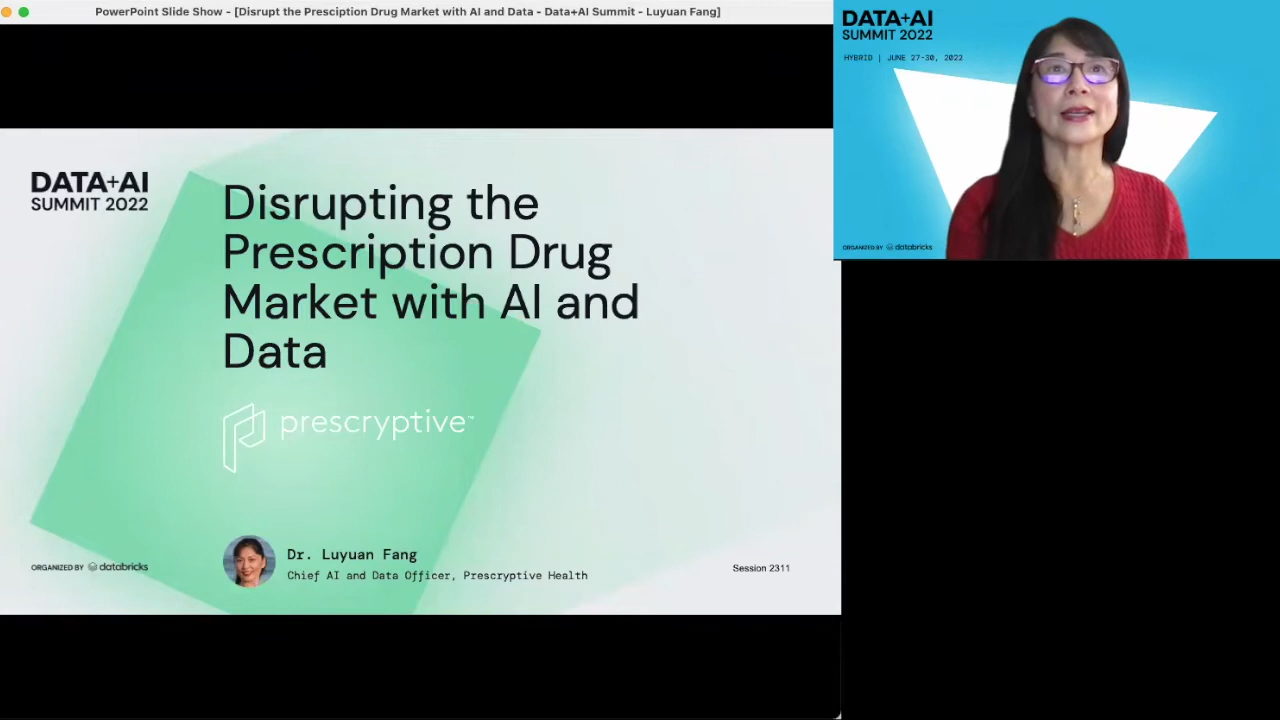 PowerPoint Slide Show - [Disrupt the Presciption Drug Market with AI and Data - Data+AI Summit - Luyuan Fang]
DATA+AI
SUMMIT 2022
Disrupting the
Prescription Drug
Market with AI and
Data
prescryptive™
Dr. Luyuan Fang
Chief AI and Data Officer, Prescryptive Health
ORGANIZED BY databricks
Session 2311
DATA+AI
SUMMIT 2022
HYBRID | JUNE 27-30, 2022
ORGANIZED BY databricks